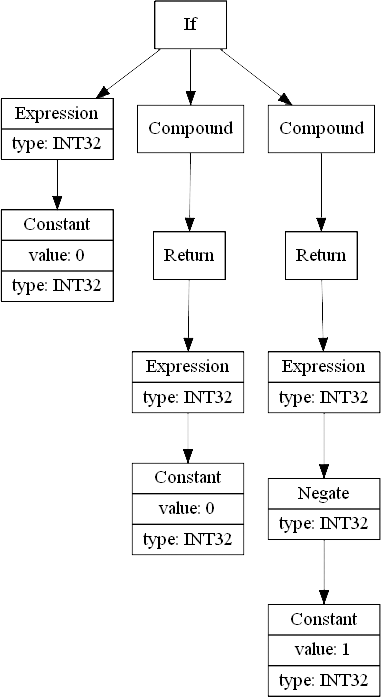 If
Expression
type: INT32
Compound
Compound
Constant
value: 0
type: INT32
Return
Return
Expression
type: INT32
Expression
type: INT32
Constant
value: 0
type: INT32
Negate
type: INT32
Constant
value: 1
type: INT32